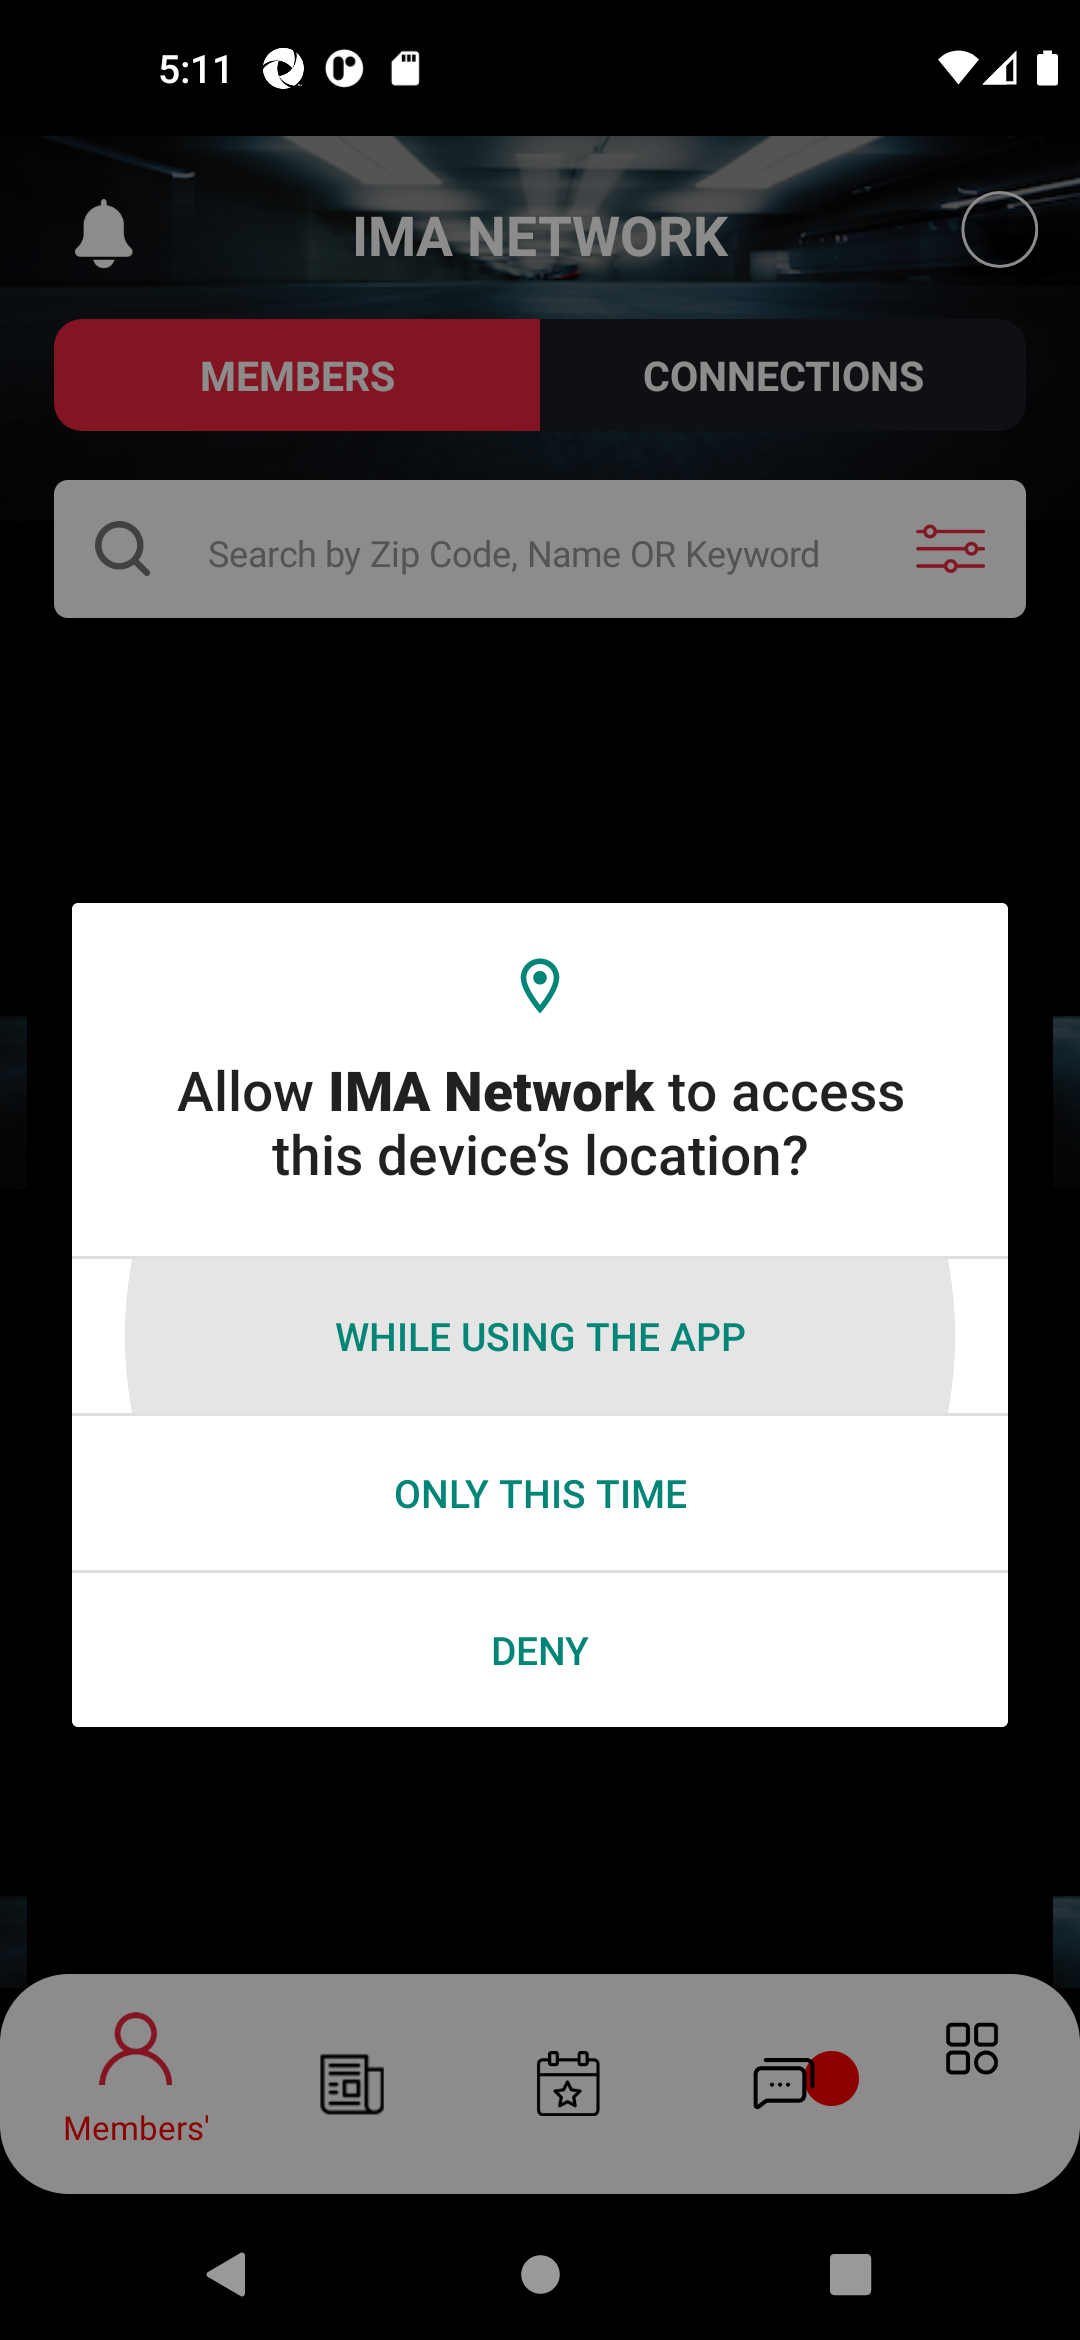 5:11
IMA NETWORK
MEMBERS
CONNECTIONS
Search by Zip Code, Name OR Keyword
Allow IMA Network to access
this device’s location?
WHILE USING THE APP
ONLY THIS TIME
DENY
Members'